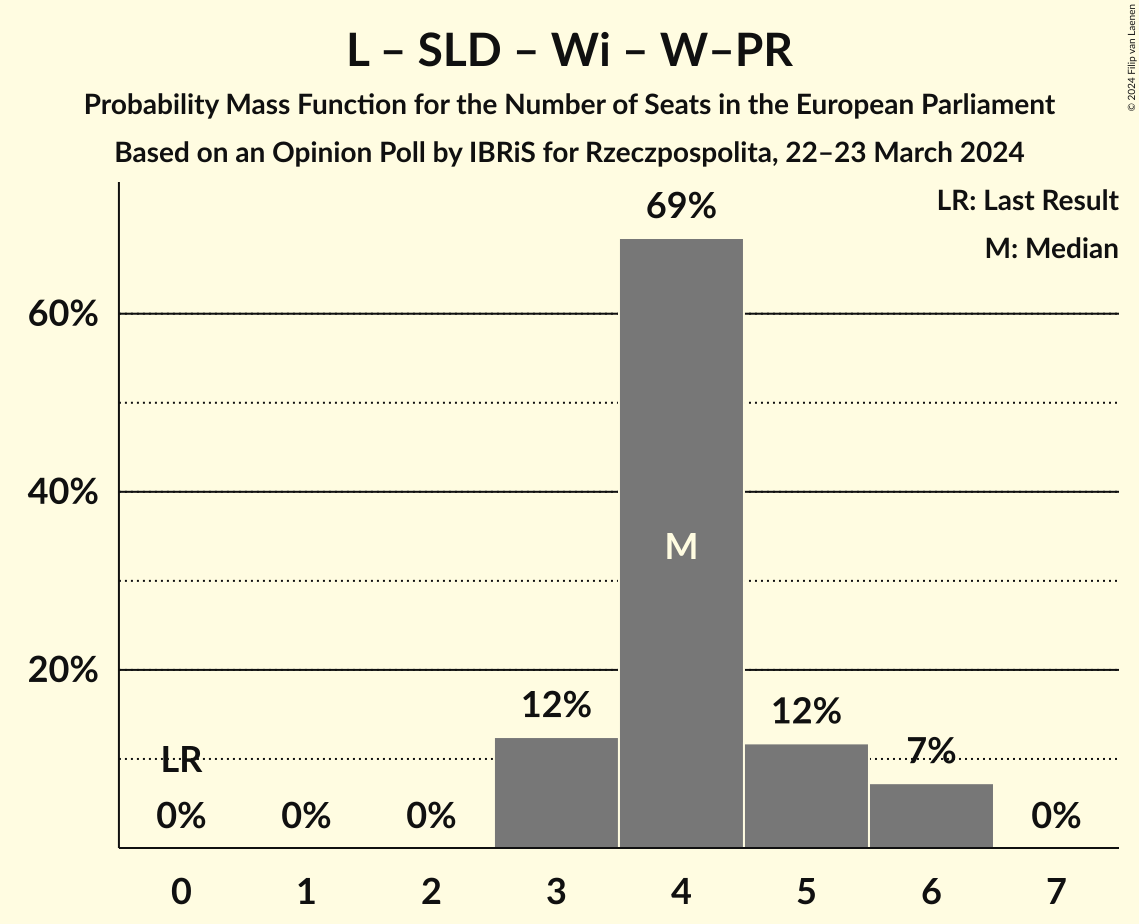 L – SLD – Wi – W–PR
Probability Mass Function for the Number of Seats in the European Parliament
Based on an Opinion Poll by IBRiS for Rzeczpospolita, 22–23 March 2024
© 2024 Filip van Laenen
LR: Last Result
M: Median
69%
60%
40%
M
20%
12%
12%
7%
LR
0%
0%
0%
0%
0 1 2 3 4 5 6 7